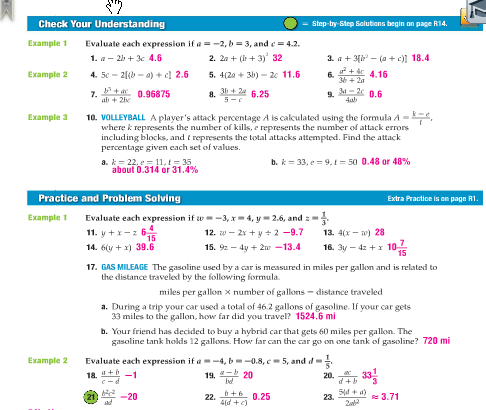 Check Your Understanding
= Step-by-Step Solutions begin on page R14.
Example 1 Evaluate each expression if a = −2, b = 3, and c = 4.2.
1. a − 2b + 3c 4.6 2. 2a + (b + 3)² 32 3. a + 3[b² − (a + c)] 18.4
Example 2 4. 5c − 2[(b − a) + c] 2.6 5. 4(2a + 3b) − 2c 11.6 6. (a² + 4c)/(3b + 2a) 4.16
7. (b³ + ac)/(ab + 2bc) 0.96875 8. (3b + 2a)/(5 − c) 6.25 9. (3a − 2c)/(4ab) 0.6
Example 3 10. VOLLEYBALL A player's attack percentage A is calculated using the formula A = (k − e)/t,
where k represents the number of kills, e represents the number of attack errors
including blocks, and t represents the total attacks attempted. Find the attack
percentage given each set of values.
a. k = 22, e = 11, t = 35 b. k = 33, e = 9, t = 50 0.48 or 48%
about 0.314 or 31.4%
Practice and Problem Solving Extra Practice is on page R1.
Example 1 Evaluate each expression if w = −3, x = 4, y = 2.6, and z = 1/3.
11. y + x − z 6 4/15 12. w − 2x + y ÷ 2 −9.7 13. 4(x − w) 28
14. 6(y + x) 39.6 15. 9z − 4y + 2w −13.4 16. 3y − 4z + x 10 7/15
17. GAS MILEAGE The gasoline used by a car is measured in miles per gallon and is related to
the distance traveled by the following formula.
miles per gallon × number of gallons = distance traveled
a. During a trip your car used a total of 46.2 gallons of gasoline. If your car gets
33 miles to the gallon, how far did you travel? 1524.6 mi
b. Your friend has decided to buy a hybrid car that gets 60 miles per gallon. The
gasoline tank holds 12 gallons. How far can the car go on one tank of gasoline? 720 mi
Example 2 Evaluate each expression if a = −4, b = −0.8, c = 5, and d = 1/5.
18. (a + b)/(c − d) −1 19. (a − b)/(bd) 20 20. ac/(d + b) 33 1/3
21 b²c²/(ad) −20 22. (b + 6)/(4(d + c)) 0.25 23. 5(d + a)/(2ab²) ≈ 3.71